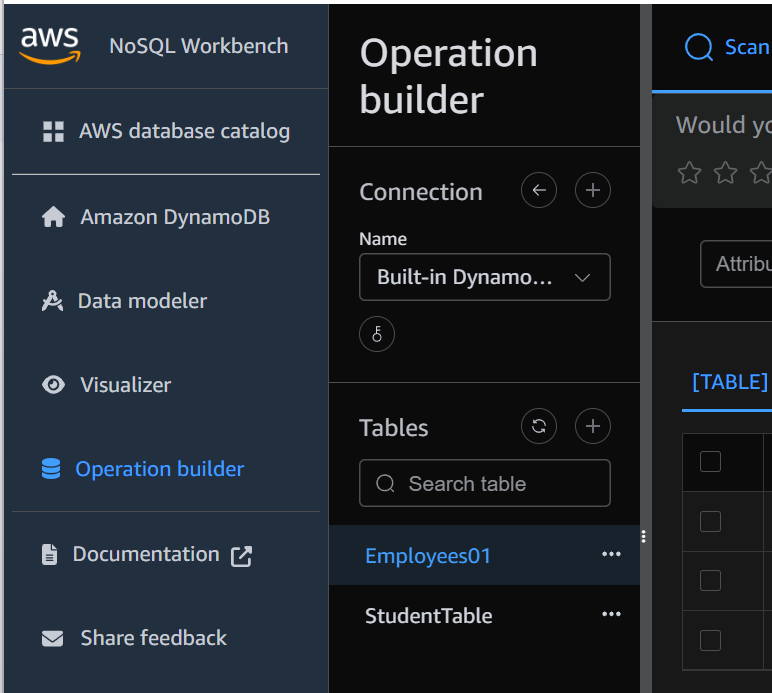 aws
NoSQL Workbench
AWS database catalog
Amazon DynamoDB
Data modeler
Visualizer
Operation builder
Documentation
Share feedback
Operation
builder
Connection
Name
Built-in Dynamo...
Tables
Search table
Employees01
StudentTable
Scan
Would yo
Attribu
[TABLE]